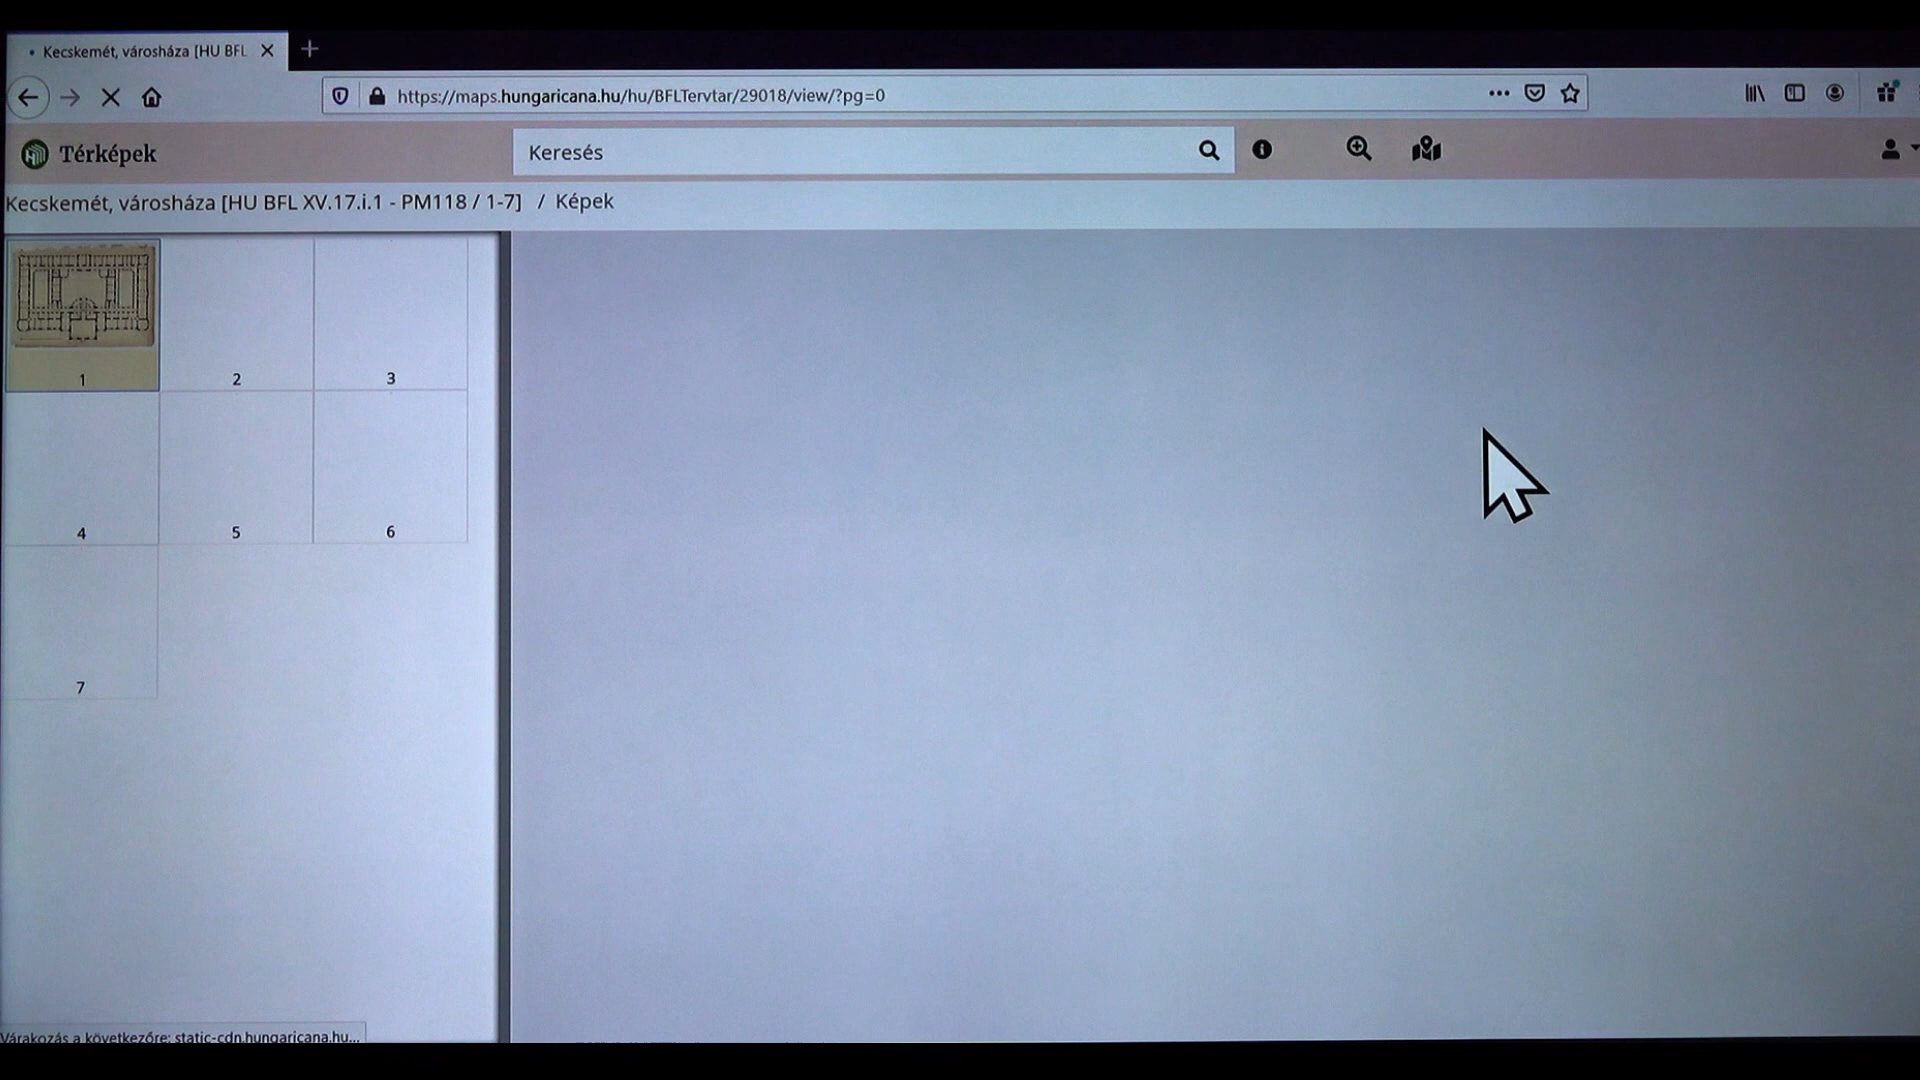 Kecskemét, városháza [HU BFL
https://maps.hungaricana.hu/hu/BFLTervtar/29018/view/?pg=0
Térképek
Keresés
Kecskemét, városháza [HU BFL XV.17.i.1 - PM118 / 1-7] / Képek
1
2
3
4
5
6
7
Várakozás a következőre: static-cdn.hungaricana.hu...